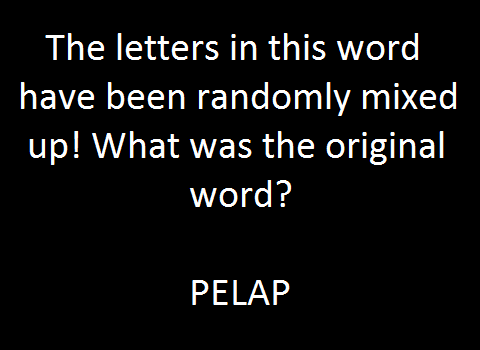 The letters in this word
have been randomly mixed
up! What was the original
word?
PELAP